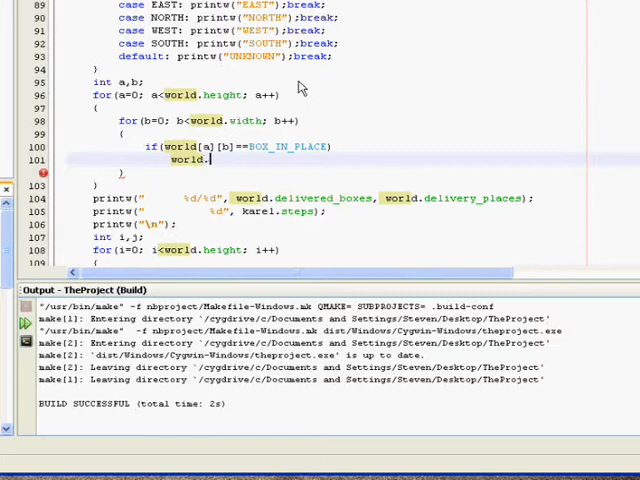 89 case EAST: printw("EAST");break;
90 case NORTH: printw("NORTH");break;
91 case WEST: printw("WEST");break;
92 case SOUTH: printw("SOUTH");break;
93 default: printw("UNKNOWN");break;
94 }
95 int a,b;
96 for(a=0; a<world.height; a++)
97 {
98 for(b=0; b<world.width; b++)
99 {
100 if(world[a][b]==BOX_IN_PLACE)
101 world.
}
103 }
104 printw(" %d/%d", world.delivered_boxes, world.delivery_places);
105 printw(" %d", karel.steps);
106 printw("\n");
107 int i,j;
108 for(i=0; i<world.height; i++)
109 {
Output - TheProject (Build)
"/usr/bin/make" -f nbproject/Makefile-Windows.mk QMAKE= SUBPROJECTS= .build-conf
make[1]: Entering directory `/cygdrive/c/Documents and Settings/Steven/Desktop/TheProject'
"/usr/bin/make" -f nbproject/Makefile-Windows.mk dist/Windows/Cygwin-Windows/theproject.exe
make[2]: Entering directory `/cygdrive/c/Documents and Settings/Steven/Desktop/TheProject'
make[2]: `dist/Windows/Cygwin-Windows/theproject.exe' is up to date.
make[2]: Leaving directory `/cygdrive/c/Documents and Settings/Steven/Desktop/TheProject'
make[1]: Leaving directory `/cygdrive/c/Documents and Settings/Steven/Desktop/TheProject'
BUILD SUCCESSFUL (total time: 2s)